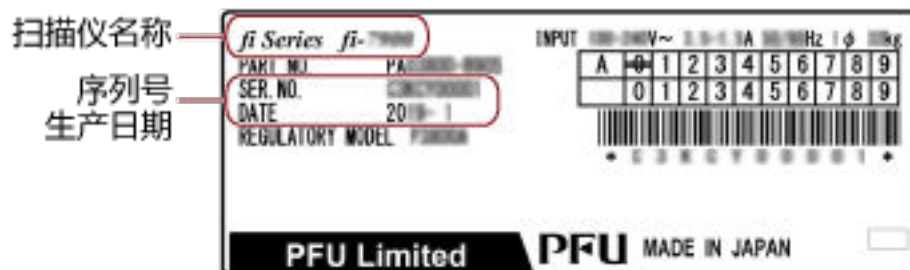 扫描仪名称
序列号
生产日期
fi Series fi-
PART NO. PA
SER. NO.
DATE 20
REGULATORY MODEL
INPUT V~ A Hz 1φ kg
A 0 1 2 3 4 5 6 7 8 9
0 1 2 3 4 5 6 7 8 9
PFU Limited
PFU MADE IN JAPAN